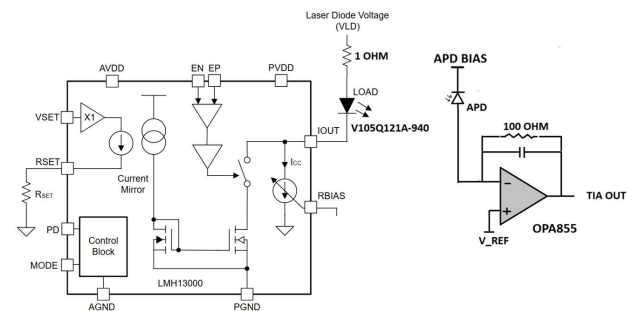 Laser Diode Voltage
(VLD)
1 OHM
AVDD
EN
EP
PVDD
LOAD
APD BIAS
VSET
X1
IOUT
V105Q121A-940
APD
100 OHM
RSET
Current
Mirror
ICC
RSET
RBIAS
TIA OUT
PD
Control
Block
V_REF
OPA855
MODE
LMH13000
AGND
PGND